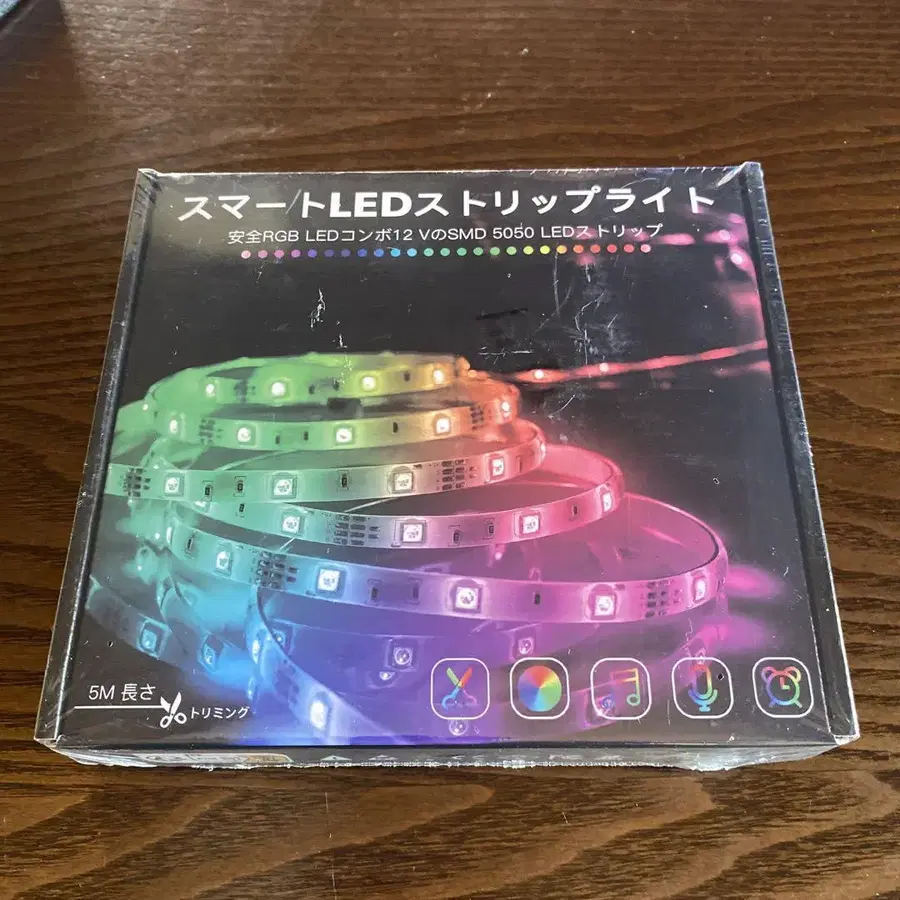 スマートLEDストリップライト
安全RGB LEDコンボ12 VのSMD 5050 LEDストリップ
5M 長さ
トリミング